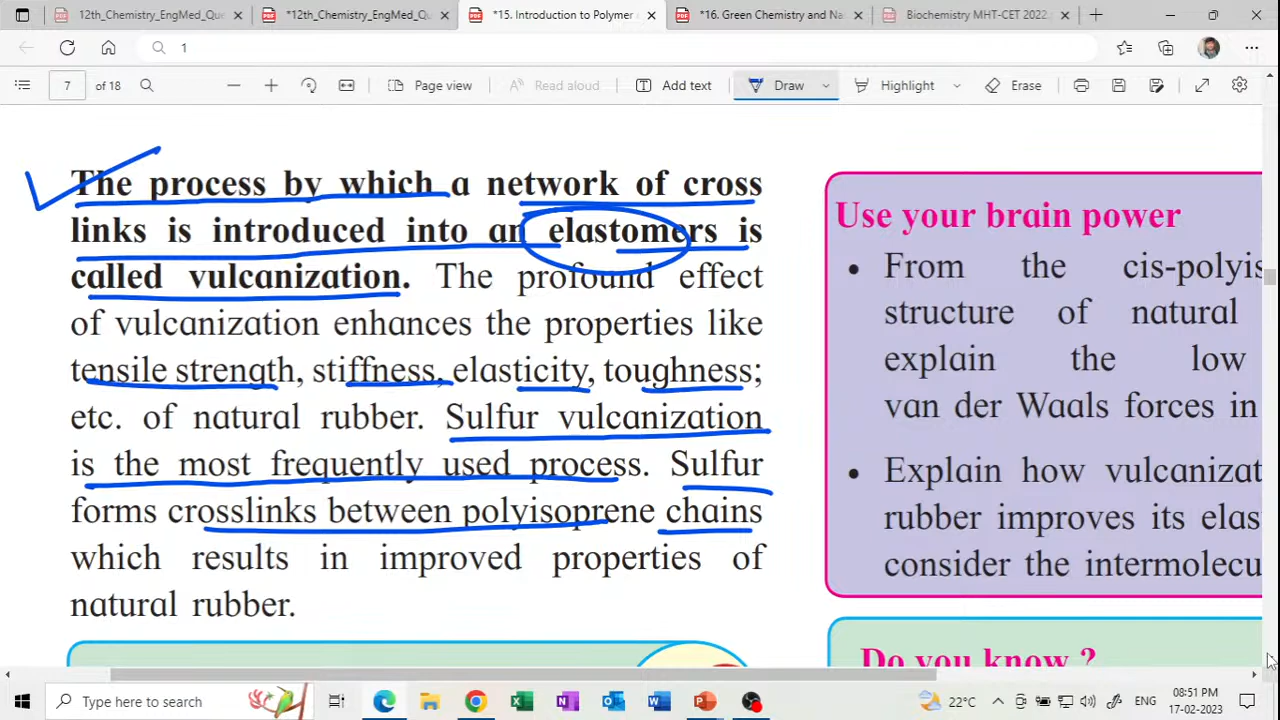 12th_Chemistry_EngMed_Que
*12th_Chemistry_EngMed_Qu
*15. Introduction to Polymer
*16. Green Chemistry and Na
Biochemistry MHT-CET 2022.
1
7 of 18
Page view
Read aloud
Add text
Draw
Highlight
Erase
The process by which a network of cross
links is introduced into an elastomers is
called vulcanization. The profound effect
of vulcanization enhances the properties like
tensile strength, stiffness, elasticity, toughness;
etc. of natural rubber. Sulfur vulcanization
is the most frequently used process. Sulfur
forms crosslinks between polyisoprene chains
which results in improved properties of
natural rubber.
Use your brain power
• From the cis-polyis
structure of natural
explain the low
van der Waals forces in
• Explain how vulcanizat
rubber improves its elas
consider the intermolecu
Do you know ?
Type here to search
22°C
ENG
08:51 PM
17-02-2023